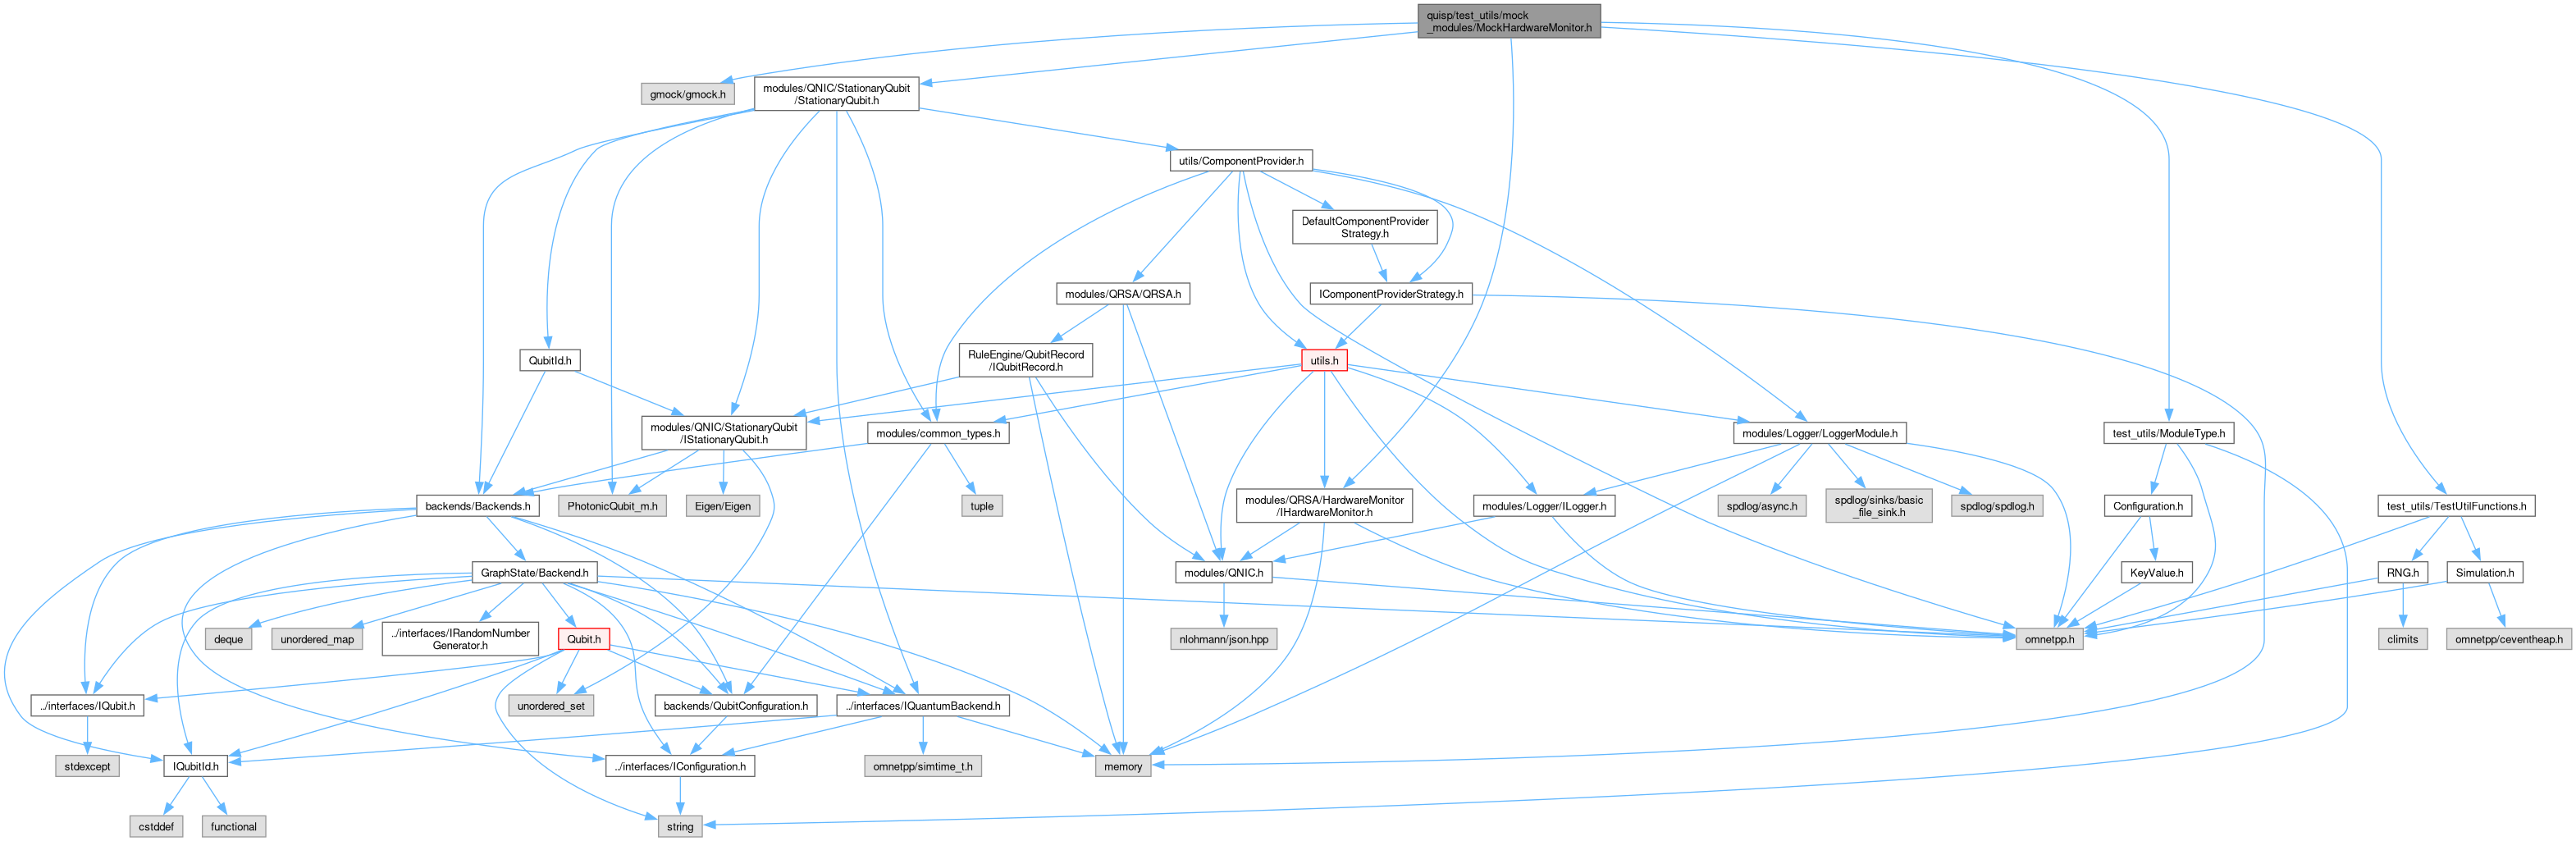 quisp/test_utils/mock
_modules/MockHardwareMonitor.h
gmock/gmock.h
modules/QNIC/StationaryQubit
/StationaryQubit.h
utils/ComponentProvider.h
DefaultComponentProvider
Strategy.h
modules/QRSA/QRSA.h
IComponentProviderStrategy.h
QubitId.h
RuleEngine/QubitRecord
/IQubitRecord.h
utils.h
modules/QNIC/StationaryQubit
/IStationaryQubit.h
modules/common_types.h
modules/Logger/LoggerModule.h
test_utils/ModuleType.h
backends/Backends.h
PhotonicQubit_m.h
Eigen/Eigen
tuple
modules/QRSA/HardwareMonitor
/IHardwareMonitor.h
modules/Logger/ILogger.h
spdlog/async.h
spdlog/sinks/basic
_file_sink.h
spdlog/spdlog.h
Configuration.h
test_utils/TestUtilFunctions.h
GraphState/Backend.h
modules/QNIC.h
KeyValue.h
RNG.h
Simulation.h
deque
unordered_map
../interfaces/IRandomNumber
Generator.h
Qubit.h
nlohmann/json.hpp
omnetpp.h
climits
omnetpp/ceventheap.h
../interfaces/IQubit.h
unordered_set
backends/QubitConfiguration.h
../interfaces/IQuantumBackend.h
stdexcept
IQubitId.h
../interfaces/IConfiguration.h
omnetpp/simtime_t.h
memory
cstddef
functional
string